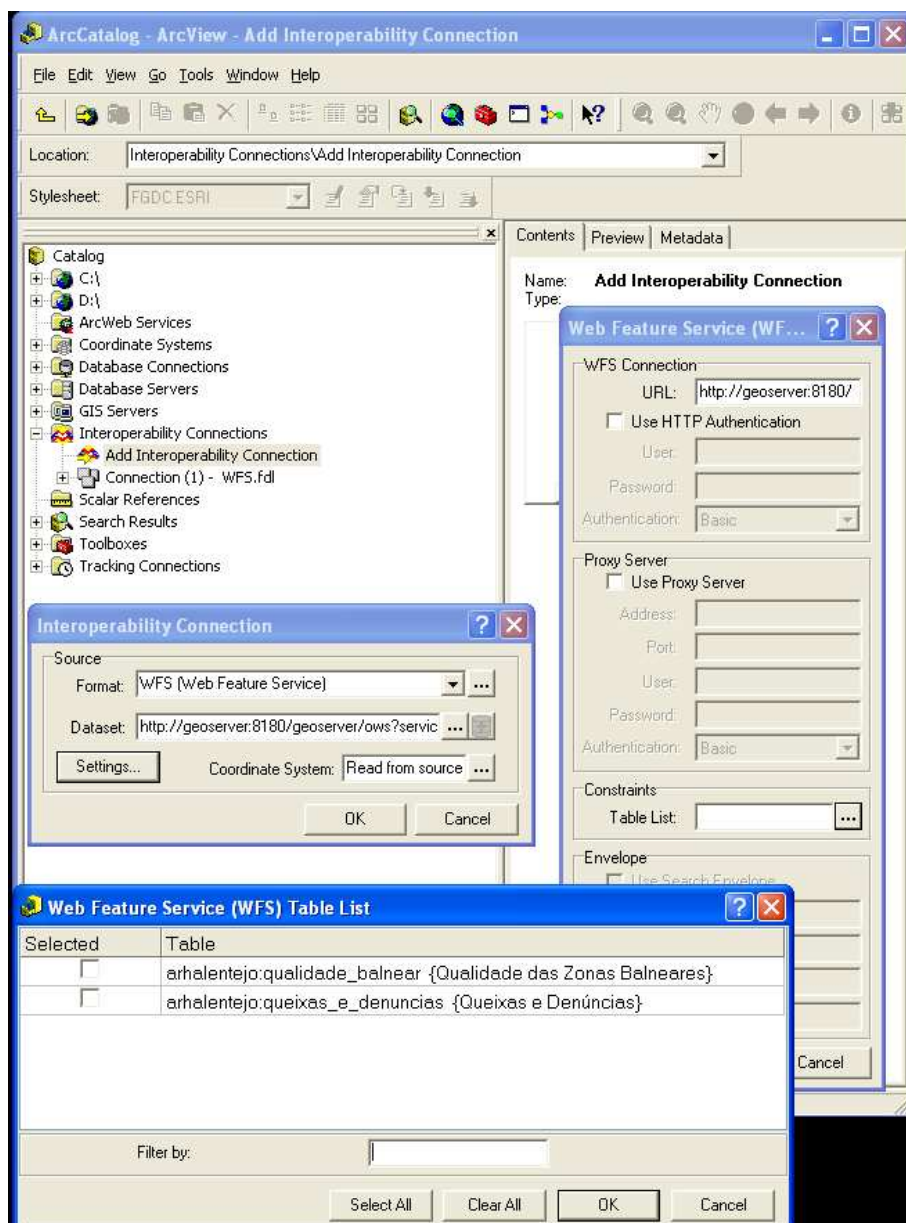 ArcCatalog - ArcView - Add Interoperability Connection
File Edit View Go Tools Window Help
Location: Interoperability Connections\Add Interoperability Connection
Stylesheet: FGDC ESRI
Catalog
C:\
D:\
ArcWeb Services
Coordinate Systems
Database Connections
Database Servers
GIS Servers
Interoperability Connections
Add Interoperability Connection
Connection (1) - WFS.fdl
Scalar References
Search Results
Toolboxes
Tracking Connections
Contents Preview Metadata
Name: Add Interoperability Connection
Type:
Web Feature Service (WF...
WFS Connection
URL: http://geoserver:8180/
Use HTTP Authentication
User:
Password:
Authentication: Basic
Proxy Server
Use Proxy Server
Address:
Port:
User:
Password:
Authentication: Basic
Constraints
Table List: ...
Envelope
Use Search Envelope
Cancel
Interoperability Connection
Source
Format: WFS (Web Feature Service) ...
Dataset: http://geoserver:8180/geoserver/ows?servic ...
Settings... Coordinate System: Read from source ...
OK Cancel
Web Feature Service (WFS) Table List
Selected Table
arhalentejo:qualidade_balnear {Qualidade das Zonas Balneares}
arhalentejo:queixas_e_denuncias {Queixas e Denúncias}
Filter by:
Select All Clear All OK Cancel